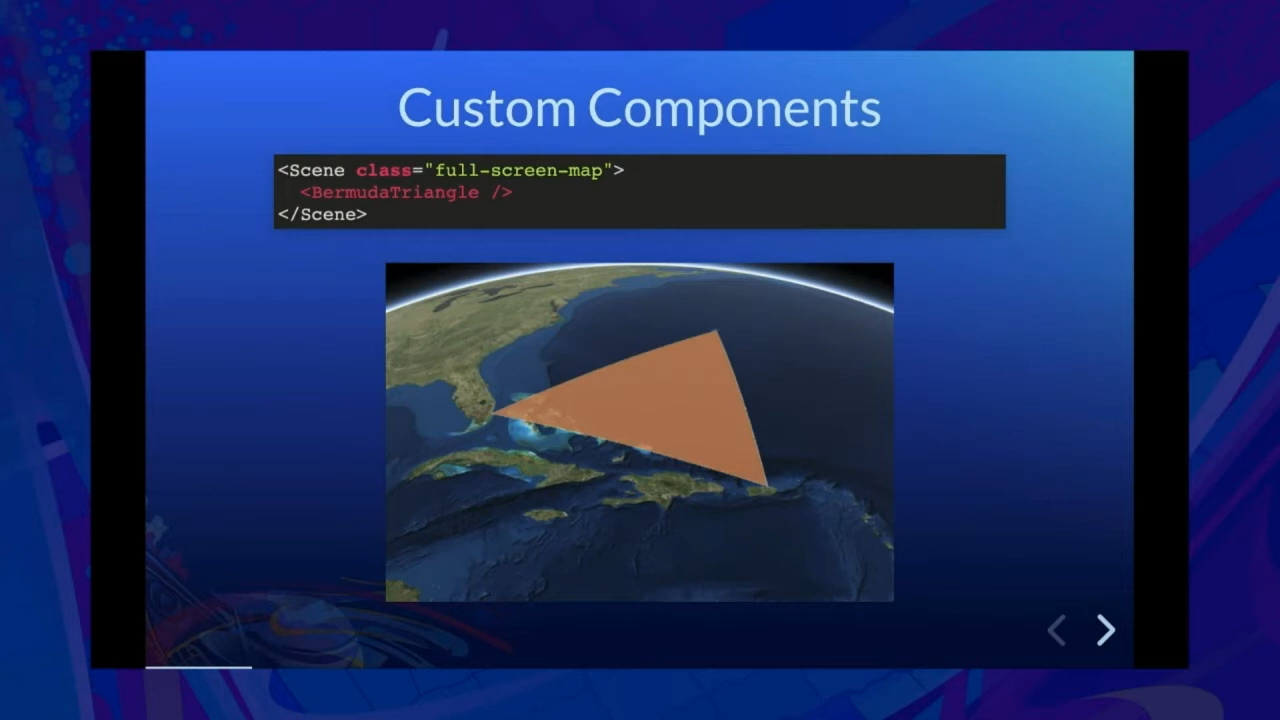 Custom Components
<Scene class="full-screen-map">
  <BermudaTriangle />
</Scene>